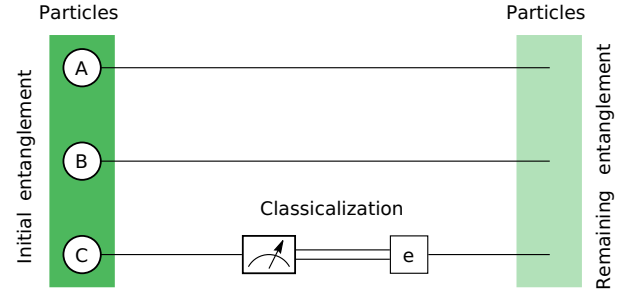 Particles
Particles
Initial entanglement
A
B
Classicalization
C
e
Remaining entanglement